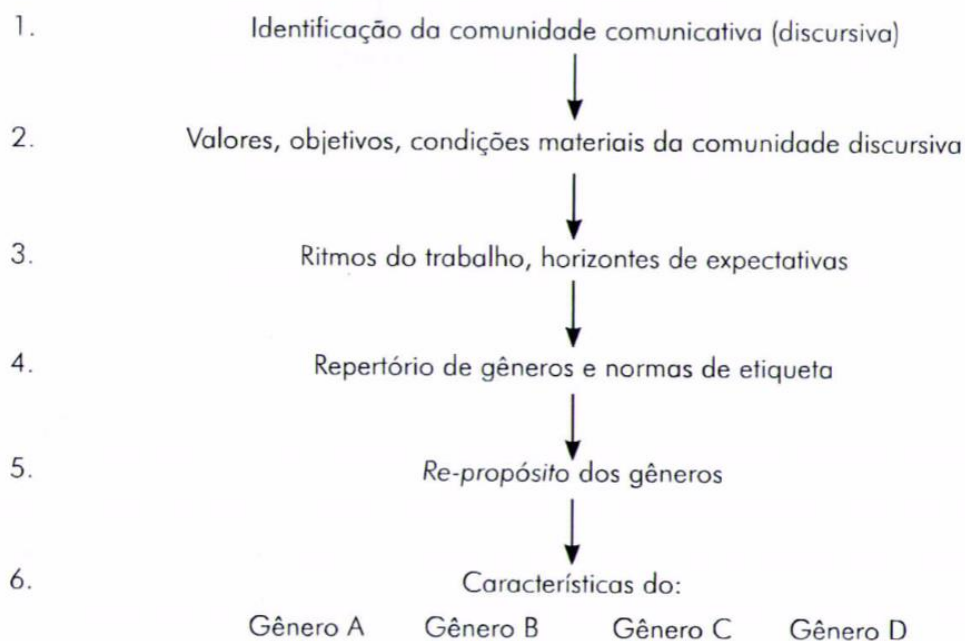 1. Identificação da comunidade comunicativa (discursiva)
2. Valores, objetivos, condições materiais da comunidade discursiva
3. Ritmos do trabalho, horizontes de expectativas
4. Repertório de gêneros e normas de etiqueta
5. Re-propósito dos gêneros
6. Características do:
Gênero A Gênero B Gênero C Gênero D